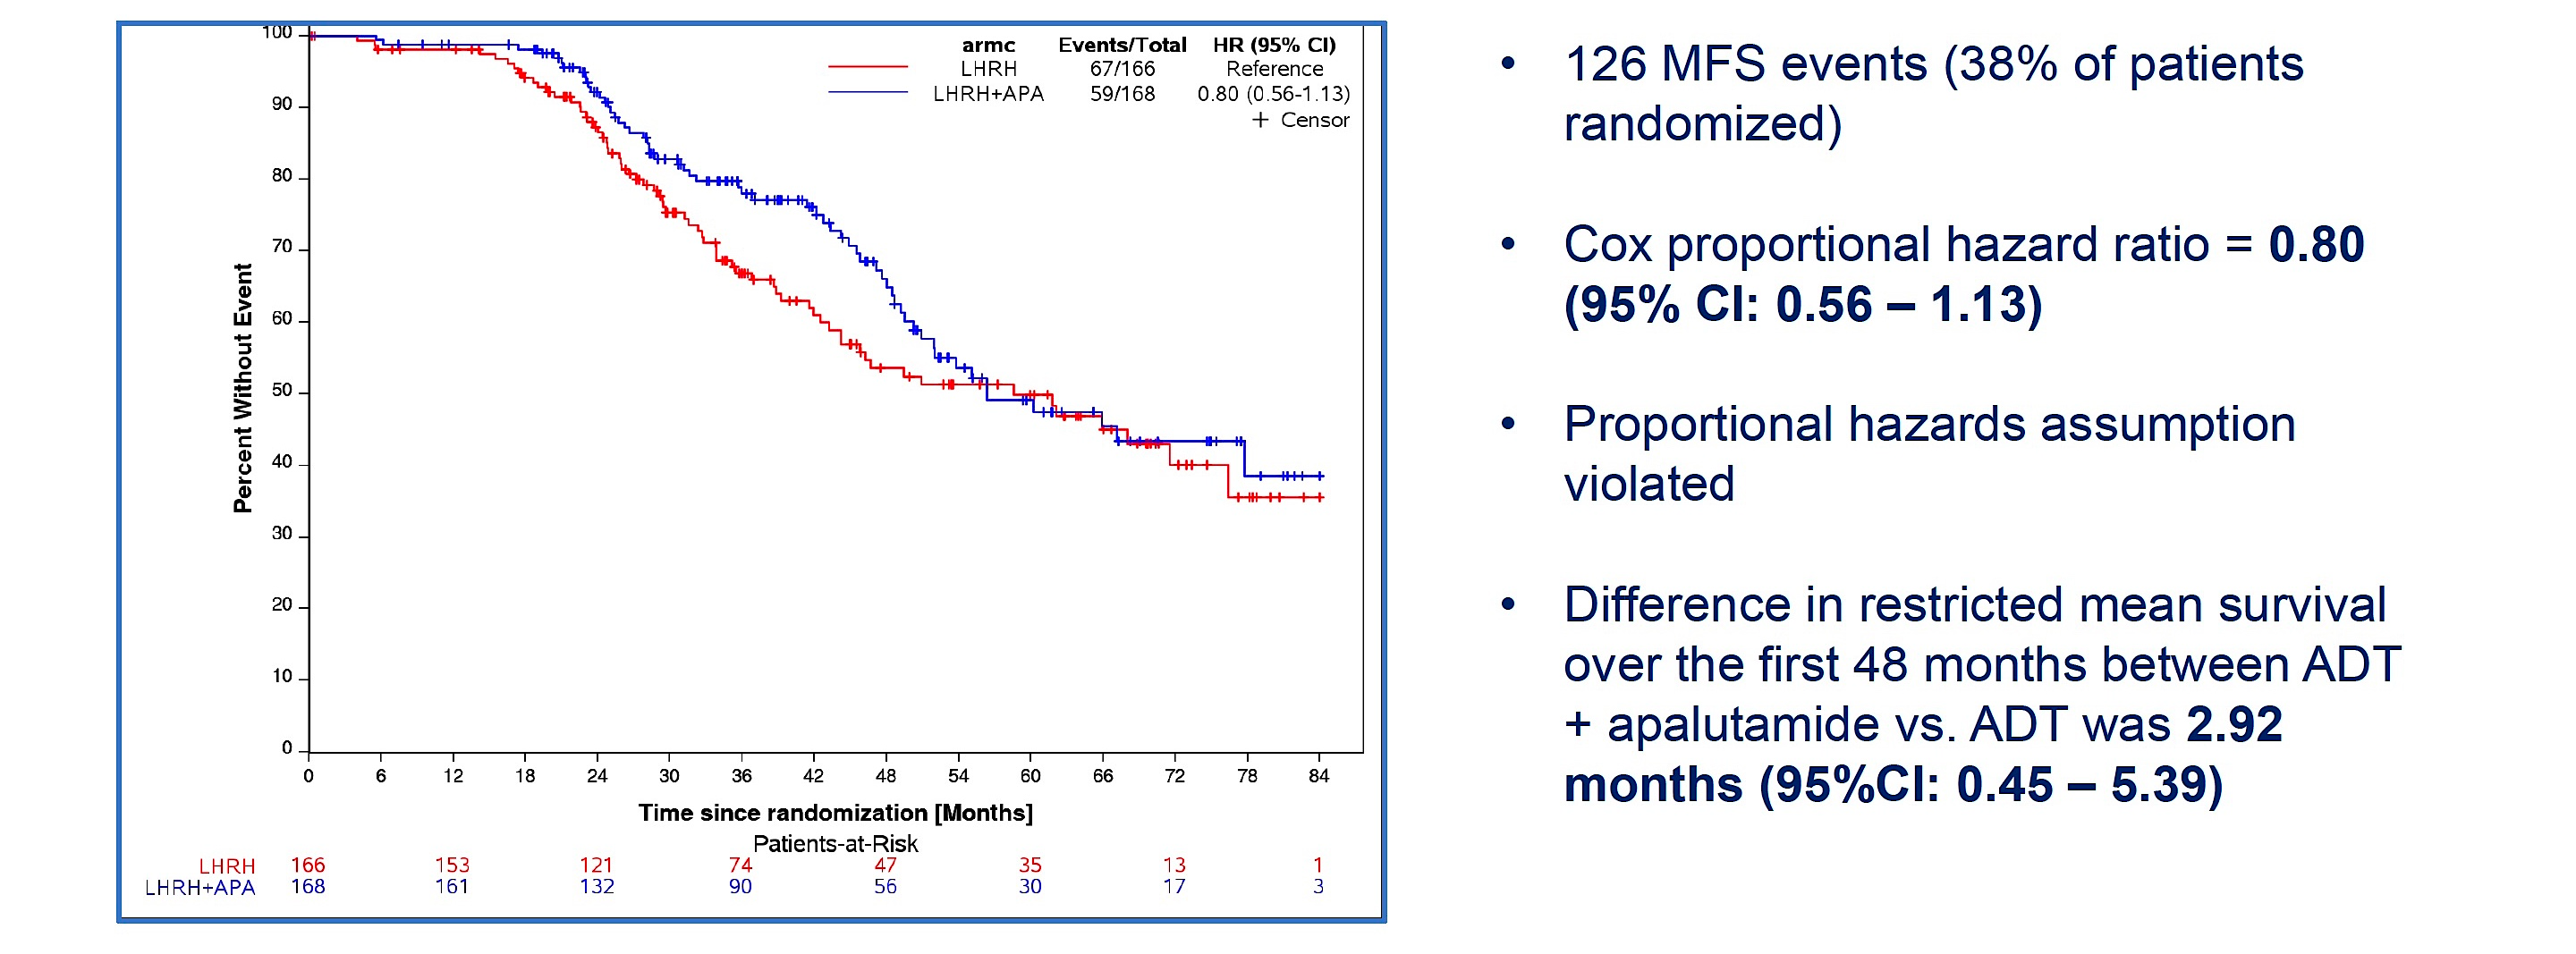 100
90
80
70
60
50
40
30
20
10
0
Percent Without Event
armc Events/Total HR (95% CI)
LHRH 67/166 Reference
LHRH+APA 59/168 0.80 (0.56-1.13)
+ Censor
0 6 12 18 24 30 36 42 48 54 60 66 72 78 84
Time since randomization [Months]
Patients-at-Risk
LHRH 166 153 121 74 47 35 13 1
LHRH+APA 168 161 132 90 56 30 17 3
• 126 MFS events (38% of patients
randomized)
• Cox proportional hazard ratio = 0.80
(95% CI: 0.56 – 1.13)
• Proportional hazards assumption
violated
• Difference in restricted mean survival
over the first 48 months between ADT
+ apalutamide vs. ADT was 2.92
months (95%CI: 0.45 – 5.39)